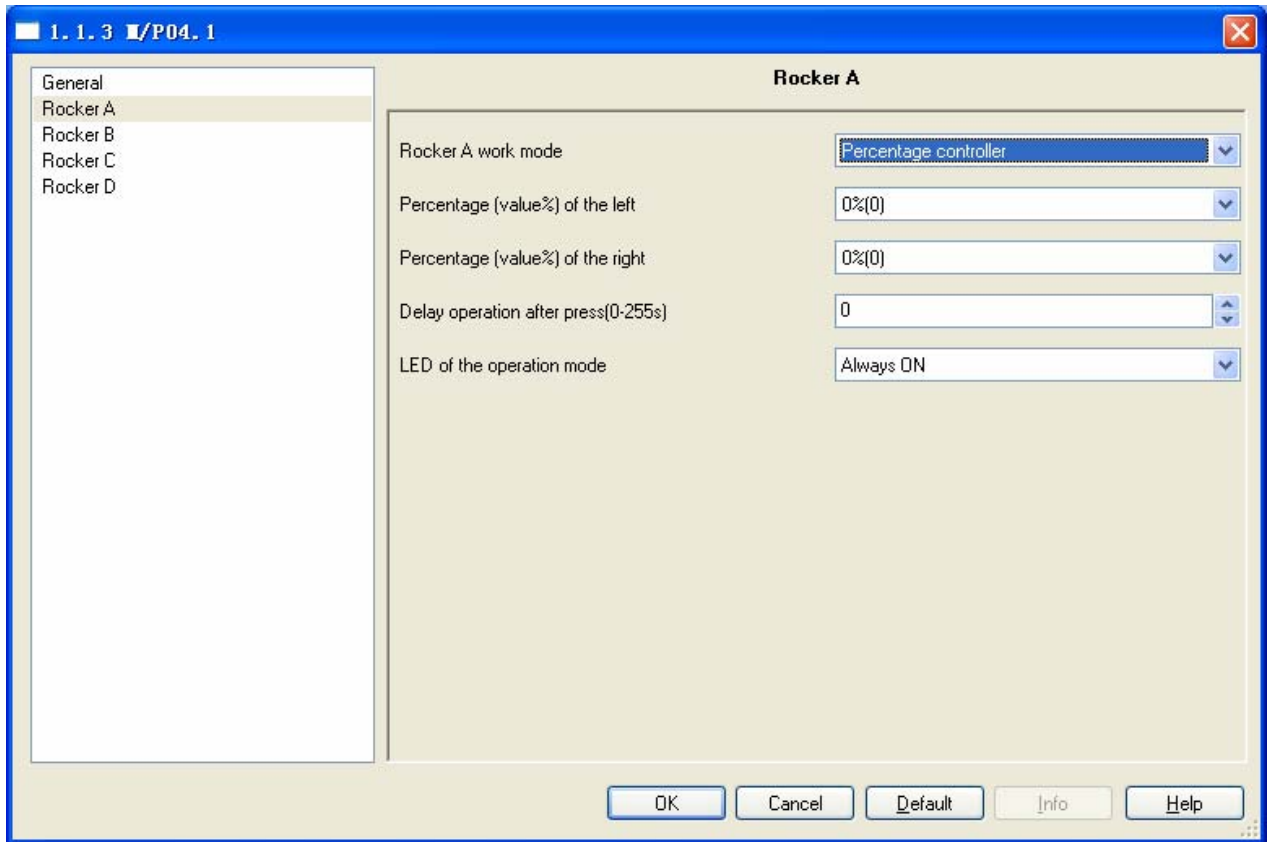 1.1.3 M/P04.1
General
Rocker A
Rocker B
Rocker C
Rocker D
Rocker A
Rocker A work mode
Percentage controller
Percentage (value%) of the left
0%(0)
Percentage (value%) of the right
0%(0)
Delay operation after press(0-255s)
0
LED of the operation mode
Always ON
OK
Cancel
Default
Info
Help